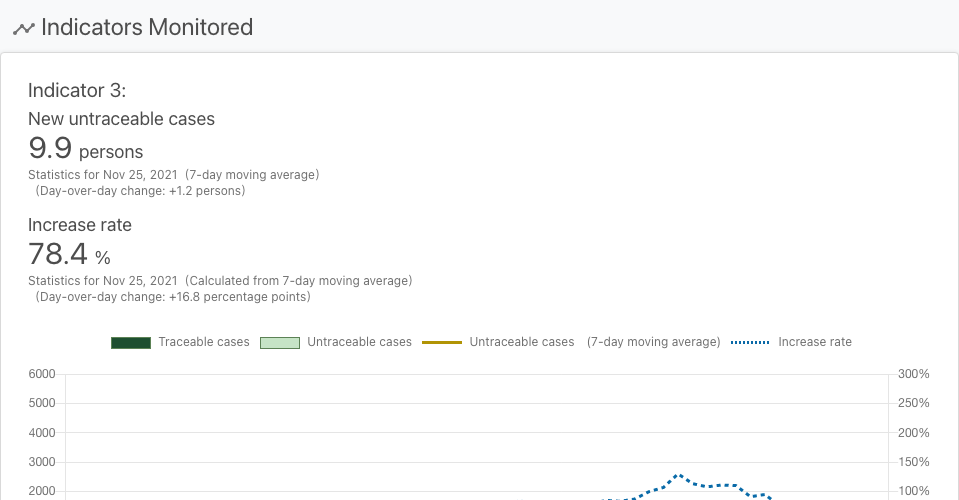 Indicators Monitored
Indicator 3:
New untraceable cases
9.9 persons
Statistics for Nov 25, 2021 (7-day moving average)
(Day-over-day change: +1.2 persons)
Increase rate
78.4 %
Statistics for Nov 25, 2021 (Calculated from 7-day moving average)
(Day-over-day change: +16.8 percentage points)
Traceable cases Untraceable cases Untraceable cases (7-day moving average) Increase rate
6000 300%
5000 250%
4000 200%
3000 150%
2000 100%